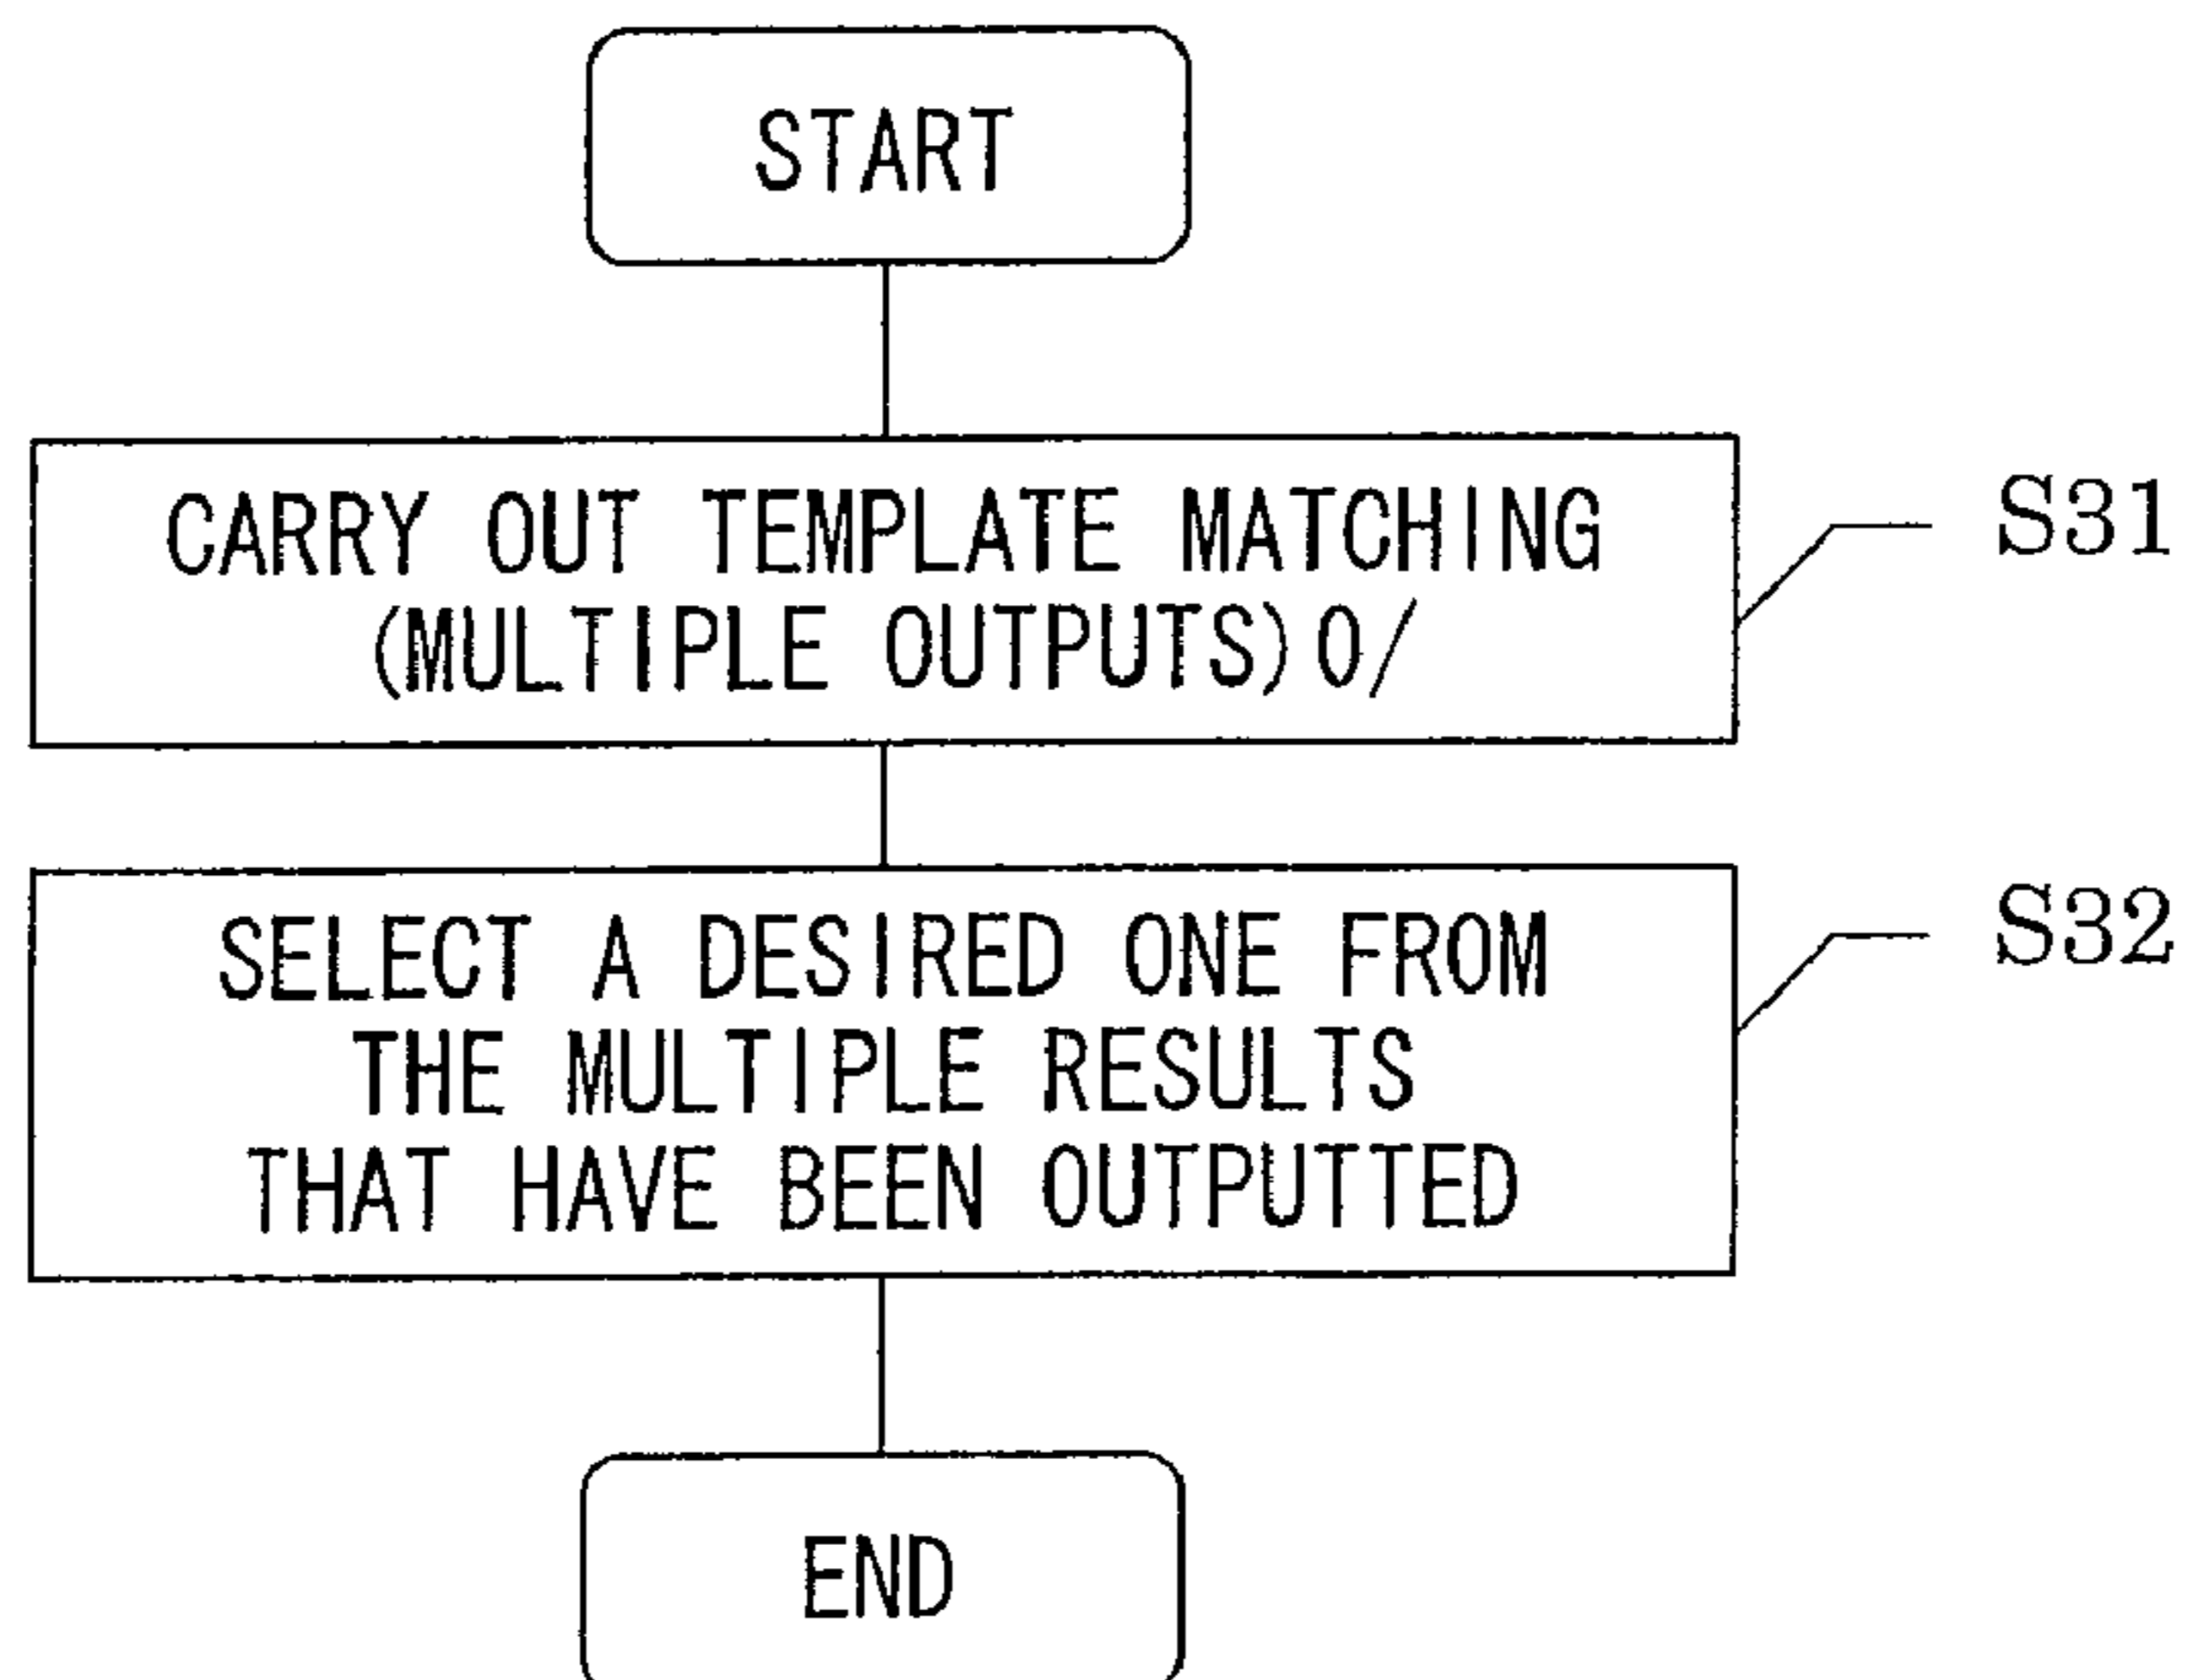 START
CARRY OUT TEMPLATE MATCHING
(MULTIPLE OUTPUTS)O/
S31
SELECT A DESIRED ONE FROM
THE MULTIPLE RESULTS
THAT HAVE BEEN OUTPUTTED
S32
END